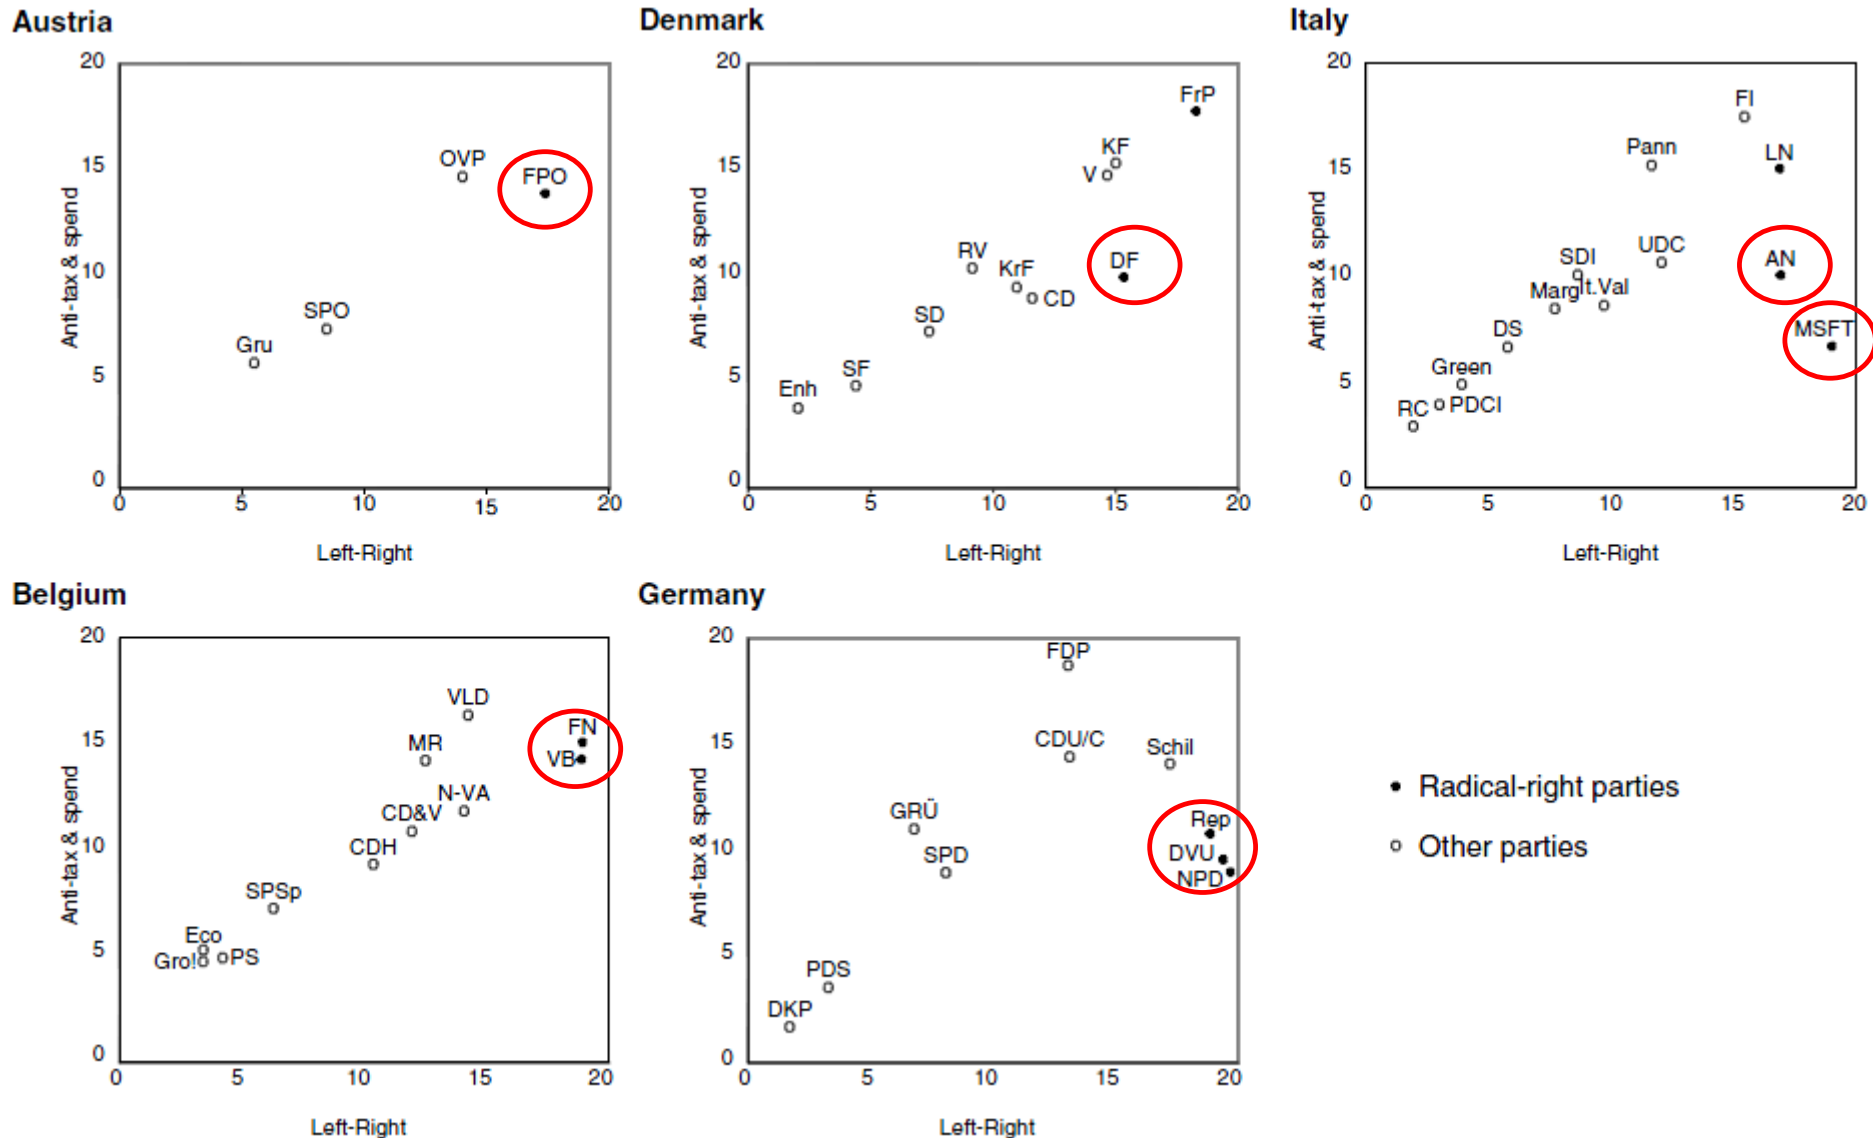 Austria
20
15
10
5
0
Anti-tax & spend
OVP
FPO
SPO
Gru
0 5 10 15 20
Left-Right
Denmark
20
15
10
5
0
Anti-tax & spend
FrP
KF
V
RV
KrF
DF
CD
SD
SF
Enh
0 5 10 15 20
Left-Right
Italy
20
15
10
5
0
Anti-tax & spend
FI
Pann
LN
UDC
SDI
AN
Marg
It.Val
MSFT
DS
Green
RC
PDCI
0 5 10 15 20
Left-Right
Belgium
20
15
10
5
0
Anti-tax & spend
VLD
FN
MR
VB
N-VA
CD&V
CDH
SPSp
Eco
Gro!
PS
0 5 10 15 20
Left-Right
Germany
20
15
10
5
0
Anti-tax & spend
FDP
CDU/C
Schil
GRÜ
Rep
SPD
DVU
NPD
PDS
DKP
0 5 10 15 20
Left-Right
Radical-right parties
Other parties